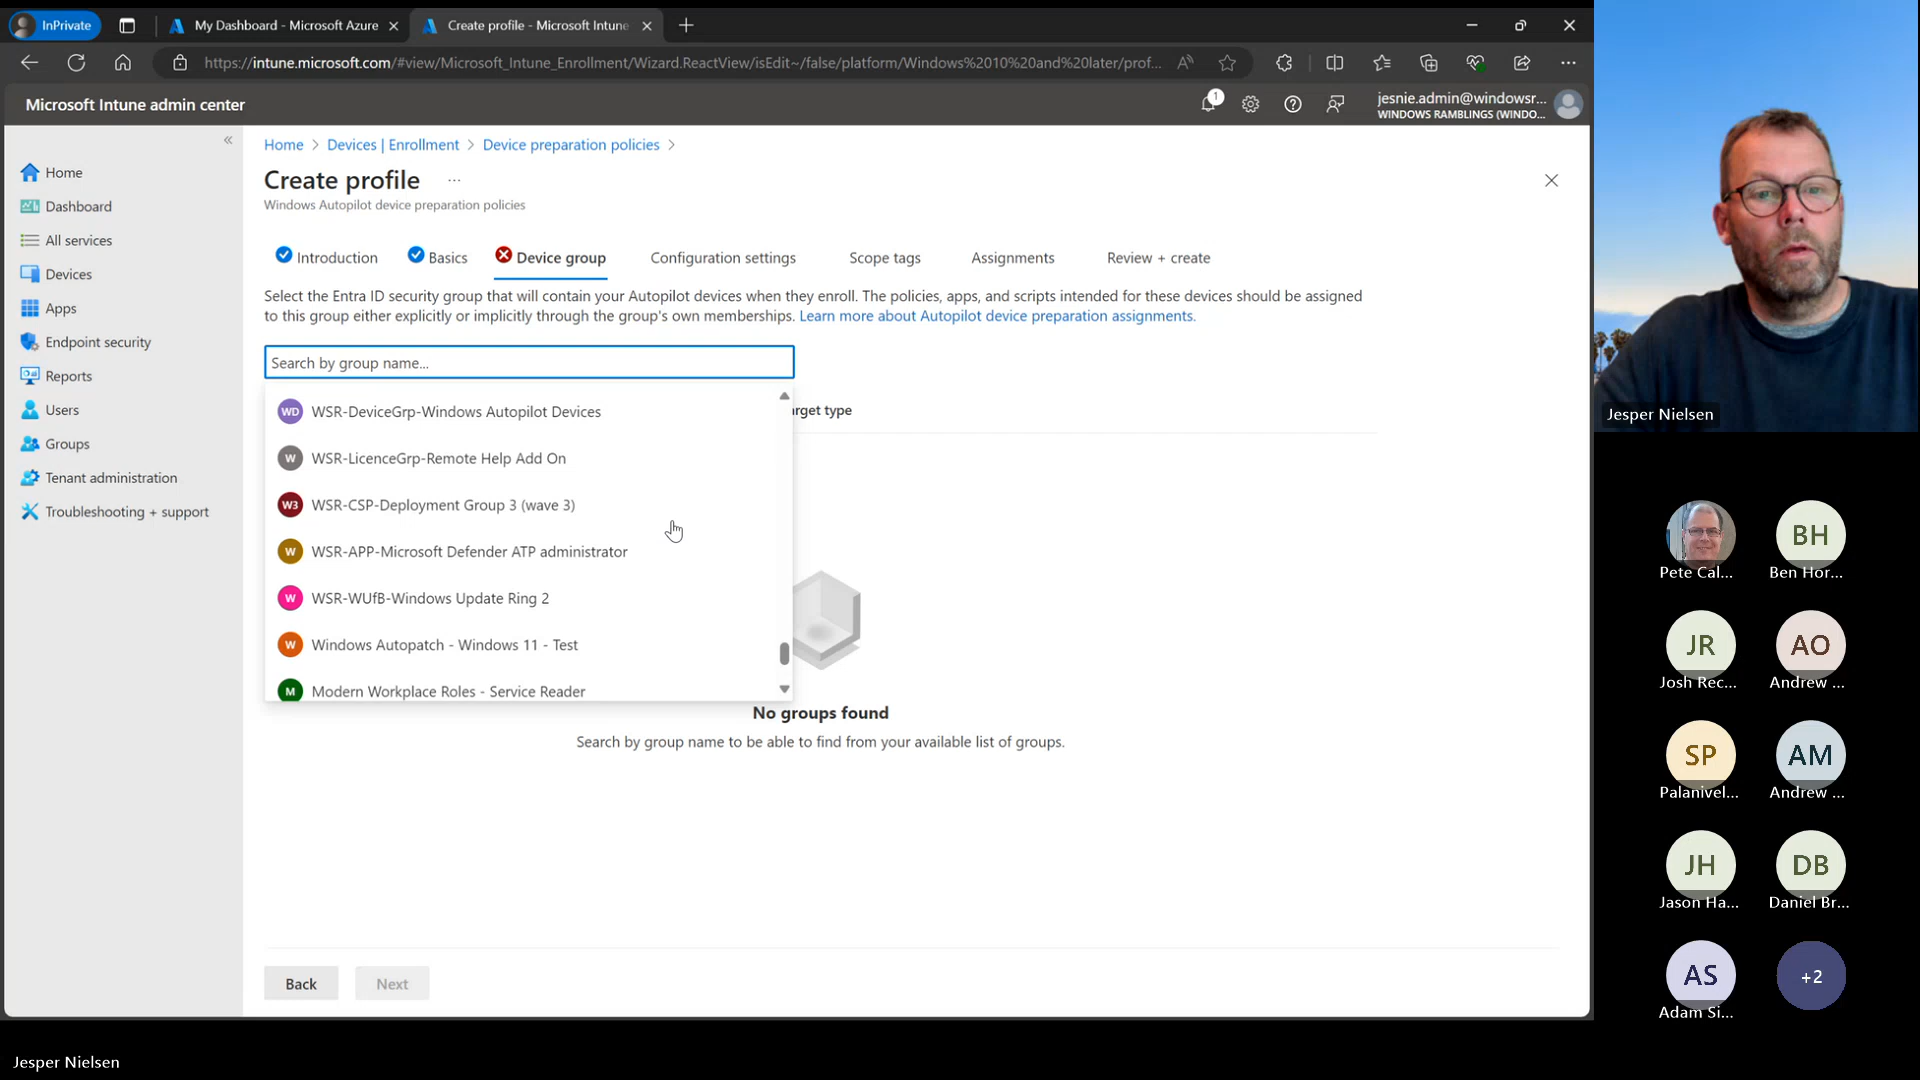 InPrivate
My Dashboard - Microsoft Azure
Create profile - Microsoft Intune
https://intune.microsoft.com/#view/Microsoft_Intune_Enrollment/Wizard.ReactView/isEdit~/false/platform/Windows%2010%20and%20later/prof...
Microsoft Intune admin center
1
jesnie.admin@windowsr...
WINDOWS RAMBLINGS (WINDO...
Home
Dashboard
All services
Devices
Apps
Endpoint security
Reports
Users
Groups
Tenant administration
Troubleshooting + support
Home > Devices | Enrollment > Device preparation policies >
Create profile ...
Windows Autopilot device preparation policies
Introduction
Basics
Device group
Configuration settings
Scope tags
Assignments
Review + create
Select the Entra ID security group that will contain your Autopilot devices when they enroll. The policies, apps, and scripts intended for these devices should be assigned
to this group either explicitly or implicitly through the group's own memberships. Learn more about Autopilot device preparation assignments.
Search by group name...
arget type
WD WSR-DeviceGrp-Windows Autopilot Devices
W WSR-LicenceGrp-Remote Help Add On
W3 WSR-CSP-Deployment Group 3 (wave 3)
W WSR-APP-Microsoft Defender ATP administrator
W WSR-WUfB-Windows Update Ring 2
W Windows Autopatch - Windows 11 - Test
M Modern Workplace Roles - Service Reader
No groups found
Search by group name to be able to find from your available list of groups.
Back
Next
Jesper Nielsen
Pete Cal...
BH
Ben Hor...
JR
Josh Rec...
AO
Andrew ...
SP
Palanivel...
AM
Andrew ...
JH
Jason Ha...
DB
Daniel Br...
AS
Adam Si...
+2
Jesper Nielsen